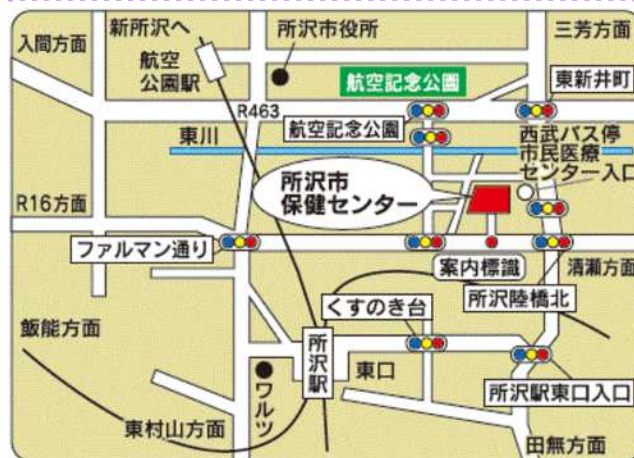 新所沢へ
所沢市役所
三芳方面
入間方面
航空
公園駅
航空記念公園
東新井町
R463
航空記念公園
東川
西武バス停
市民医療
センター入口
所沢市
保健センター
R16方面
ファルマン通り
案内標識
清瀬方面
所沢陸橋北
くすのき台
飯能方面
所沢駅
東口
ワルツ
所沢駅東口入口
東村山方面
田無方面